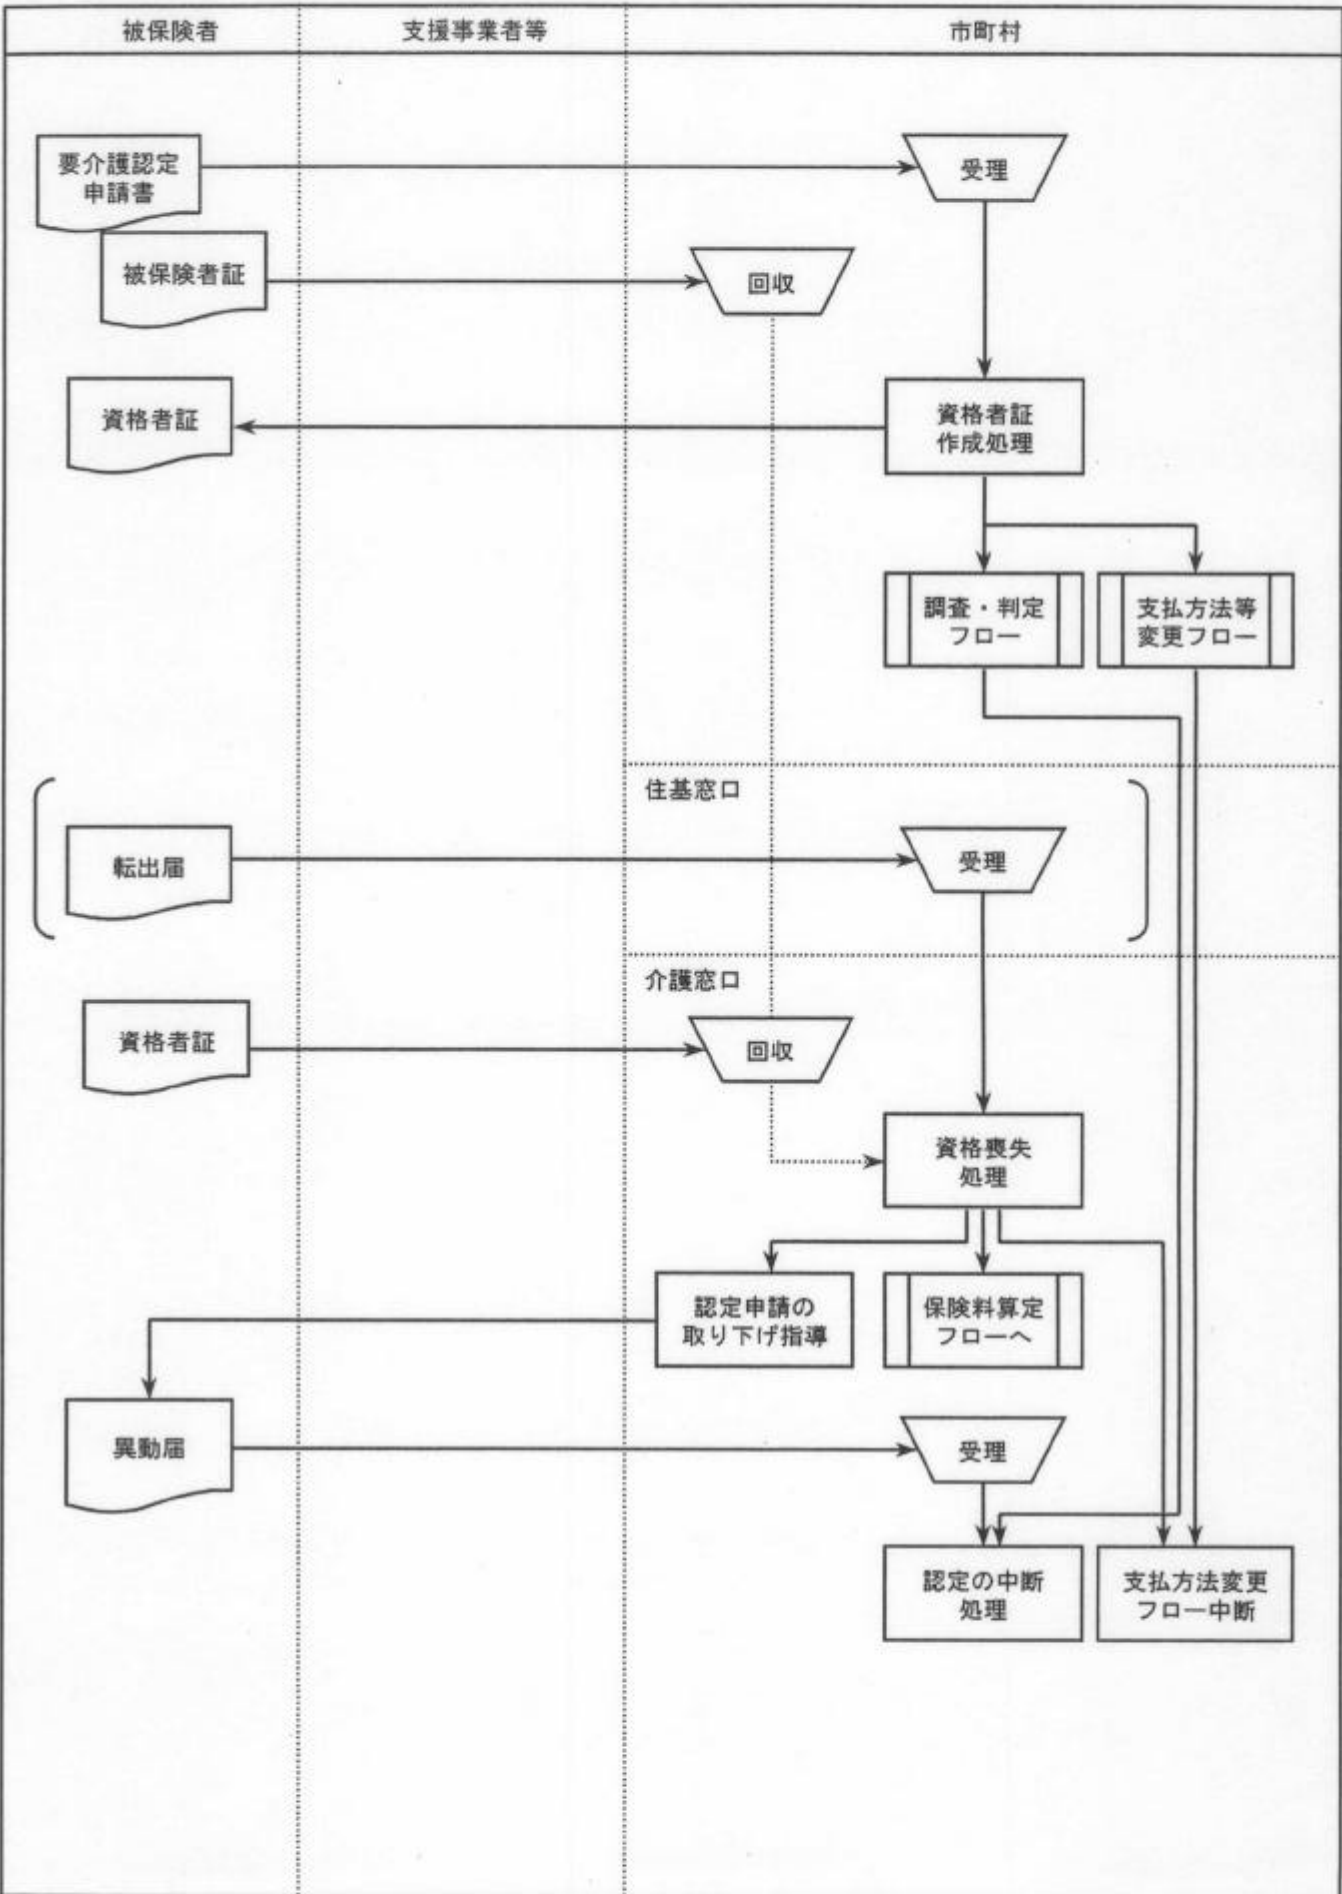 被保険者
支援事業者等
市町村
要介護認定
申請書
受理
被保険者証
回収
資格者証
資格者証
作成処理
調査・判定
フロー
支払方法等
変更フロー
住基窓口
転出届
受理
介護窓口
資格者証
回収
資格喪失
処理
認定申請の
取り下げ指導
保険料算定
フローへ
異動届
受理
認定の中断
処理
支払方法変更
フロー中断